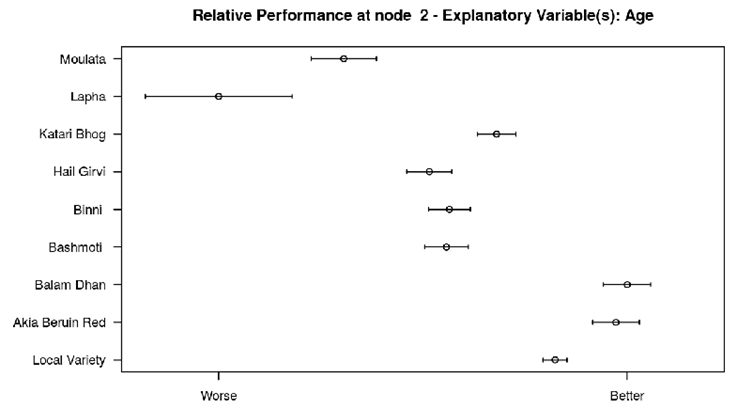 Relative Performance at node 2 - Explanatory Variable(s): Age
Moulata
Lapha
Katari Bhog
Hail Girvi
Binni
Bashmoti
Balam Dhan
Akia Beruin Red
Local Variety
Worse Better